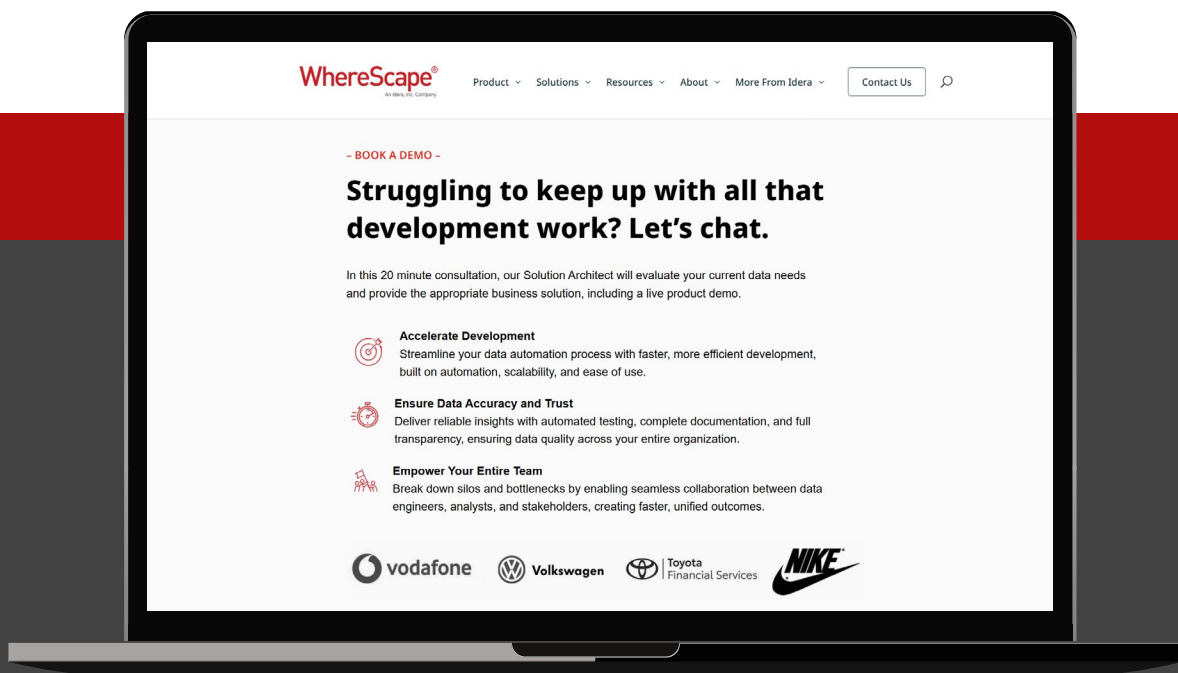 WhereScape®
An Idera, Inc. Company
Product
Solutions
Resources
About
More From Idera
Contact Us
– BOOK A DEMO –
Struggling to keep up with all that
development work? Let’s chat.
In this 20 minute consultation, our Solution Architect will evaluate your current data needs
and provide the appropriate business solution, including a live product demo.
Accelerate Development
Streamline your data automation process with faster, more efficient development,
built on automation, scalability, and ease of use.
Ensure Data Accuracy and Trust
Deliver reliable insights with automated testing, complete documentation, and full
transparency, ensuring data quality across your entire organization.
Empower Your Entire Team
Break down silos and bottlenecks by enabling seamless collaboration between data
engineers, analysts, and stakeholders, creating faster, unified outcomes.
vodafone
Volkswagen
Toyota
Financial Services
NIKE